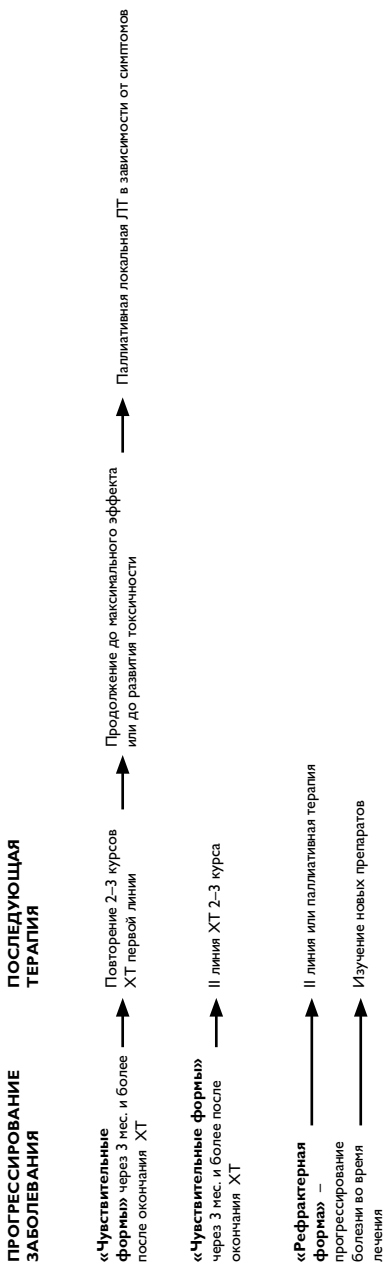 ПРОГРЕССИРОВАНИЕ
ЗАБОЛЕВАНИЯ
ПОСЛЕДУЮЩАЯ
ТЕРАПИЯ
«Чувствительные
формы» через 3 мес. и более
после окончания ХТ
Повторение 2–3 курсов
ХТ первой линии
Продолжение до максимального эффекта
или до развития токсичности
Паллиативная локальная ЛТ в зависимости от симптомов
«Чувствительные формы»
через 3 мес. и более после
окончания ХТ
II линия ХТ 2–3 курса
«Рефрактерная
форма» –
прогрессирование
болезни во время
лечения
II линия или паллиативная терапия
Изучение новых препаратов